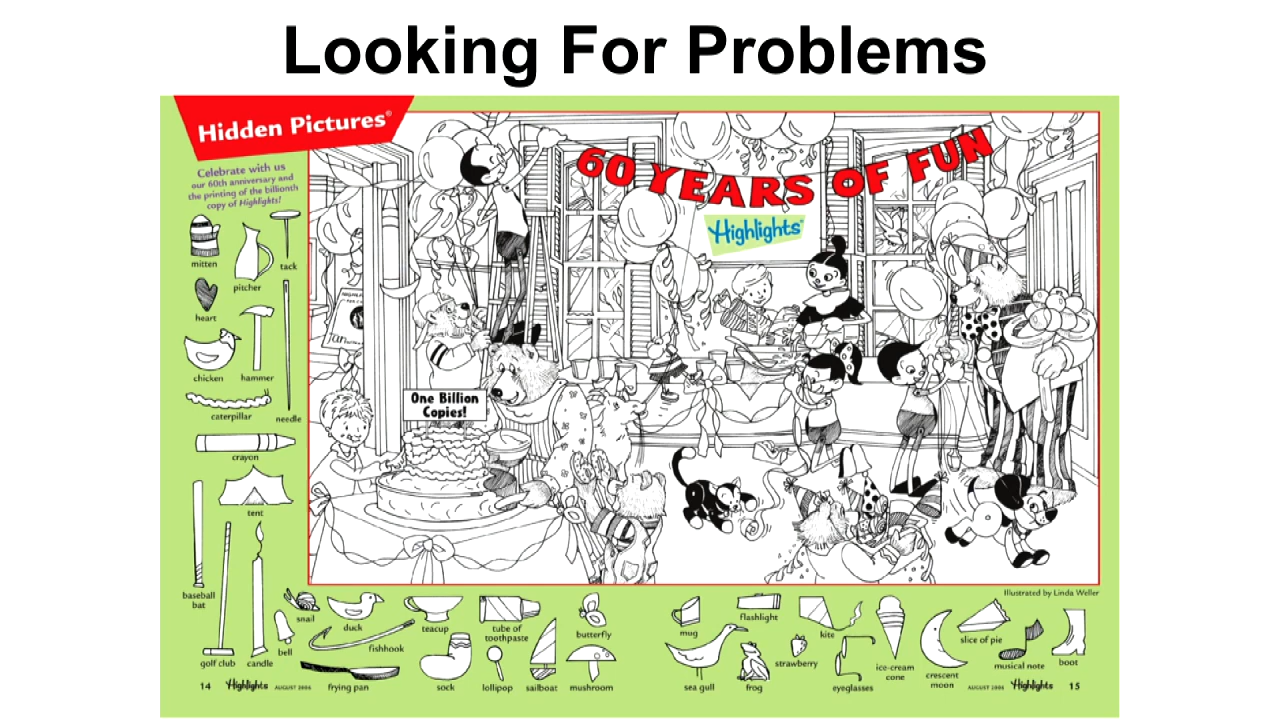 Looking For Problems
Hidden Pictures®
Celebrate with us
our 60th anniversary and
the printing of the billionth
copy of Highlights!
60 YEARS OF FUN
Highlights™
mitten
tack
pitcher
heart
chicken
hammer
caterpillar
needle
crayon
tent
One Billion
Copies!
baseball
bat
golf club
candle
bell
snail
duck
fishhook
teacup
tube of
toothpaste
butterfly
mug
flashlight
kite
strawberry
ice-cream
cone
crescent
moon
slice of pie
musical note
boot
frying pan
sock
lollipop
sailboat
mushroom
sea gull
frog
eyeglasses
Illustrated by Linda Weller
14 Highlights AUGUST 2006
AUGUST 2006 Highlights 15